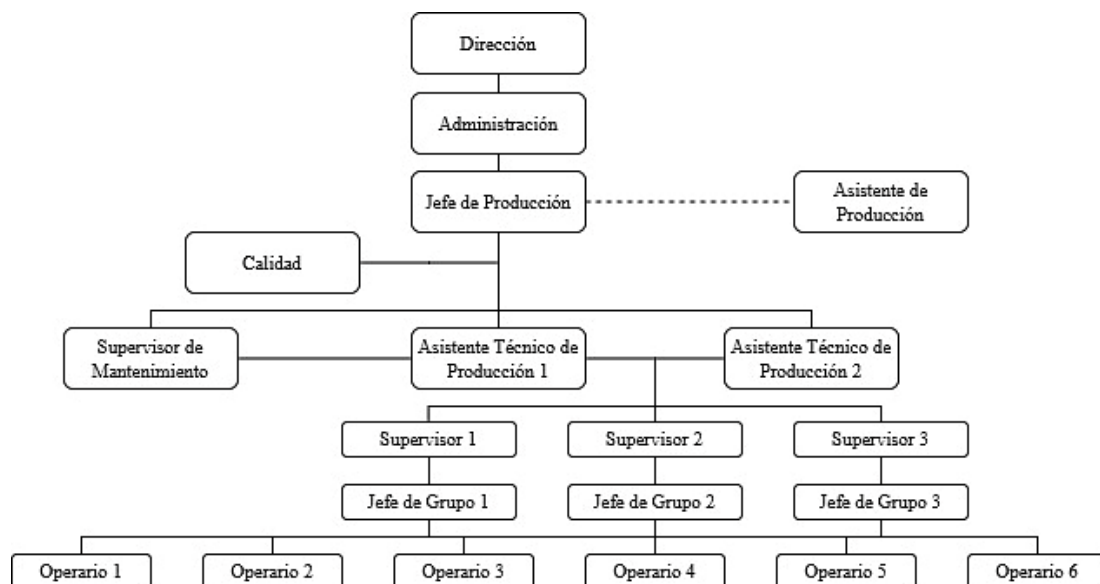 Dirección
Administración
Jefe de Producción
Asistente de
Producción
Calidad
Supervisor de
Mantenimiento
Asistente Técnico de
Producción 1
Asistente Técnico de
Producción 2
Supervisor 1
Supervisor 2
Supervisor 3
Jefe de Grupo 1
Jefe de Grupo 2
Jefe de Grupo 3
Operario 1
Operario 2
Operario 3
Operario 4
Operario 5
Operario 6